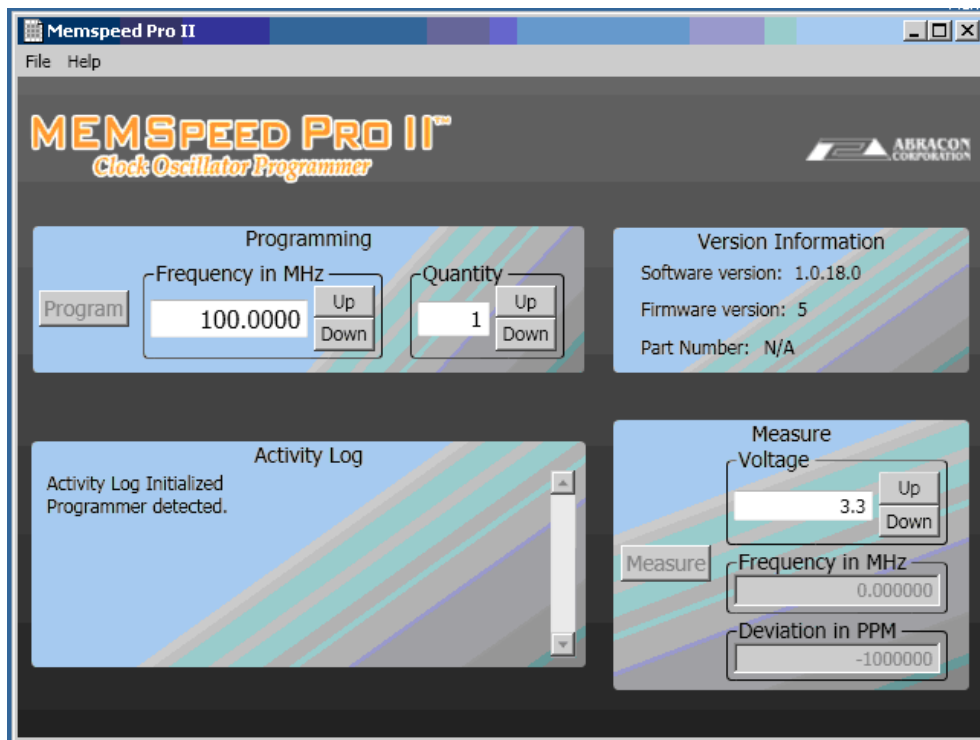 Memspeed Pro II
File Help
MEMSPEED PRO II™
Clock Oscillator Programmer
ABRACON
CORPORATION
Programming
Program
Frequency in MHz
100.0000
Up
Down
Quantity
1
Up
Down
Version Information
Software version: 1.0.18.0
Firmware version: 5
Part Number: N/A
Activity Log
Activity Log Initialized
Programmer detected.
Measure
Voltage
3.3
Up
Down
Measure
Frequency in MHz
0.000000
Deviation in PPM
-1000000